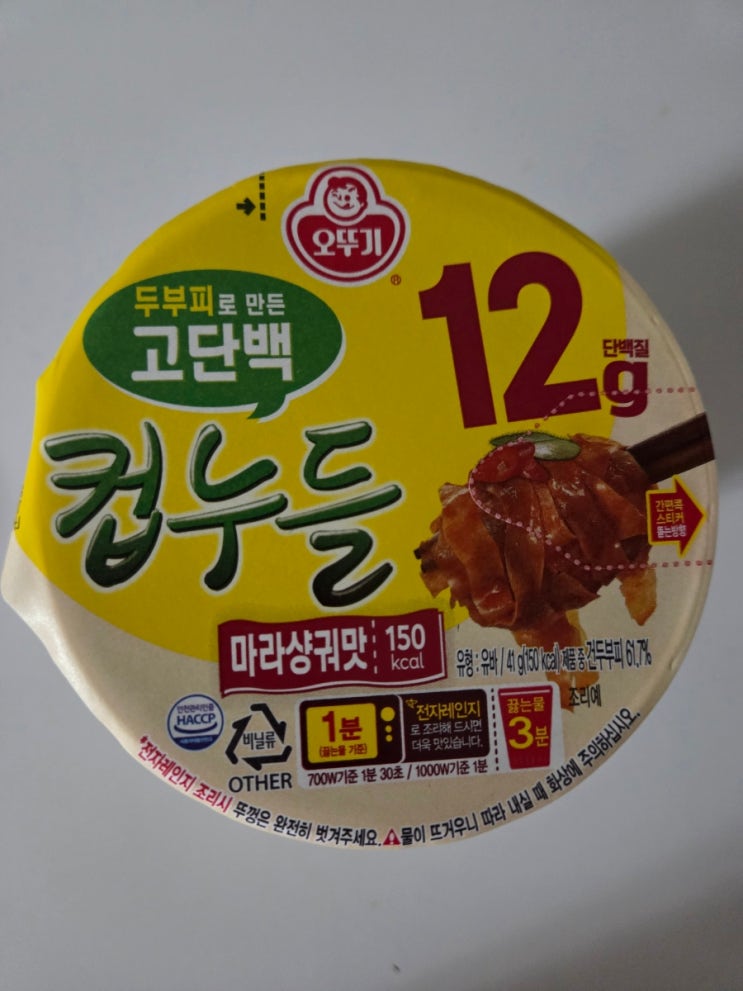 오뚜기
®
두부피로 만든
고단백
12g
단백질
컵누들
간편콕
스티커
뜯는방향
마라샹궈맛
150
kcal
유형 : 유바 / 41 g(150 kcal) 제품 중 건두부피 61.7%
조리예
안전관리인증
HACCP
비닐류
OTHER
1분
(끓는물 기준)
전자레인지
로 조리해 드시면
더욱 맛있습니다.
끓는물
3분
700W기준 1분 30초 / 1000W기준 1분
*전자레인지 조리시 뚜껑은 완전히 벗겨주세요. 물이 뜨거우니 따라 내실 때 화상에 주의하십시오.